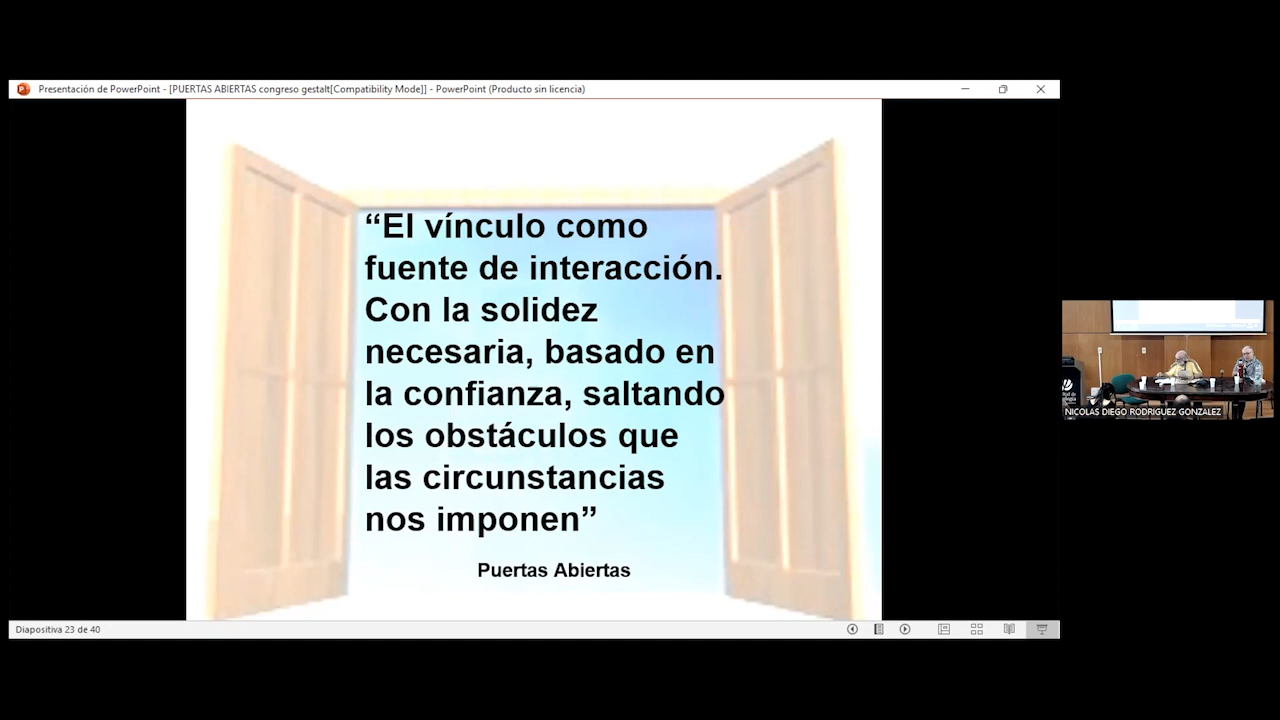 Presentación de PowerPoint - [PUERTAS ABIERTAS congreso gestalt[Compatibility Mode]] - PowerPoint (Producto sin licencia)
“El vínculo como
fuente de interacción.
Con la solidez
necesaria, basado en
la confianza, saltando
los obstáculos que
las circunstancias
nos imponen”
Puertas Abiertas
Diapositiva 23 de 40
NICOLAS DIEGO RODRIGUEZ GONZALEZ